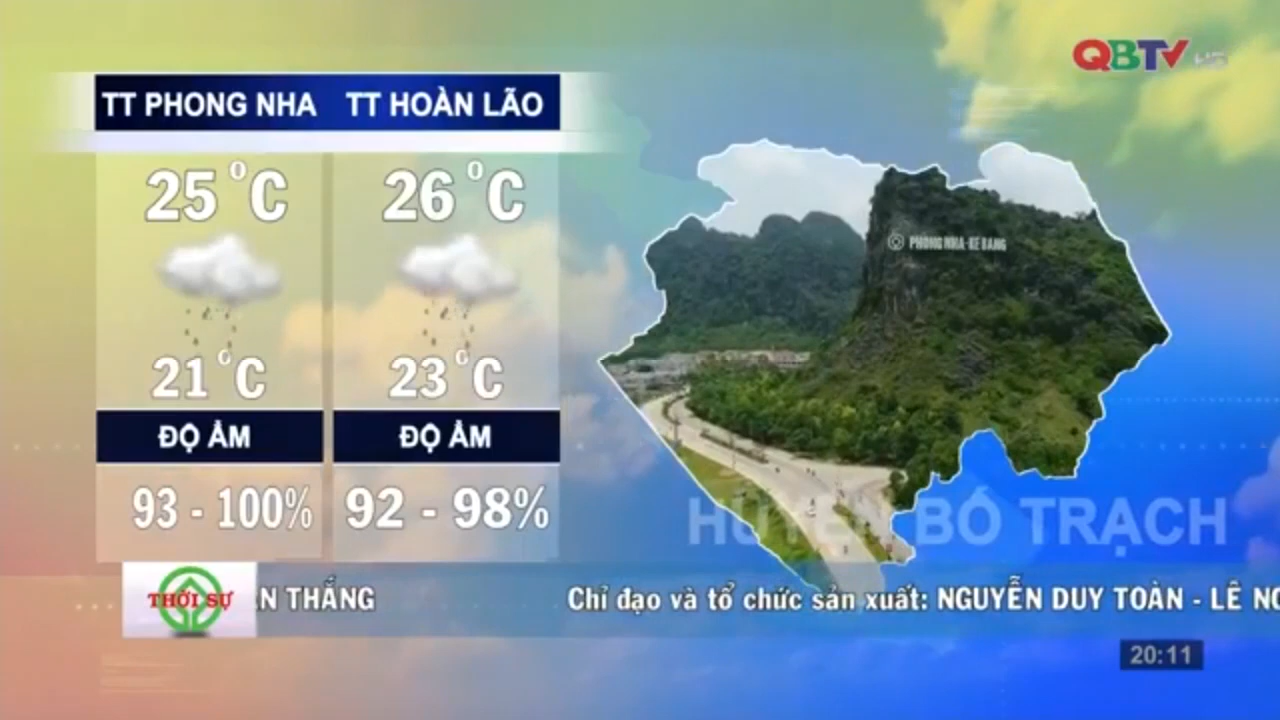 QBTV HD
TT PHONG NHA TT HOÀN LÃO
25°C 26°C
PHONG NHA-KẺ BÀNG
21°C 23°C
ĐỘ ẨM ĐỘ ẨM
93 - 100% 92 - 98%
HUYỆN BỐ TRẠCH
THỜI SỰ
N THẮNG Chỉ đạo và tổ chức sản xuất: NGUYỄN DUY TOÀN - LÊ NG
20:11